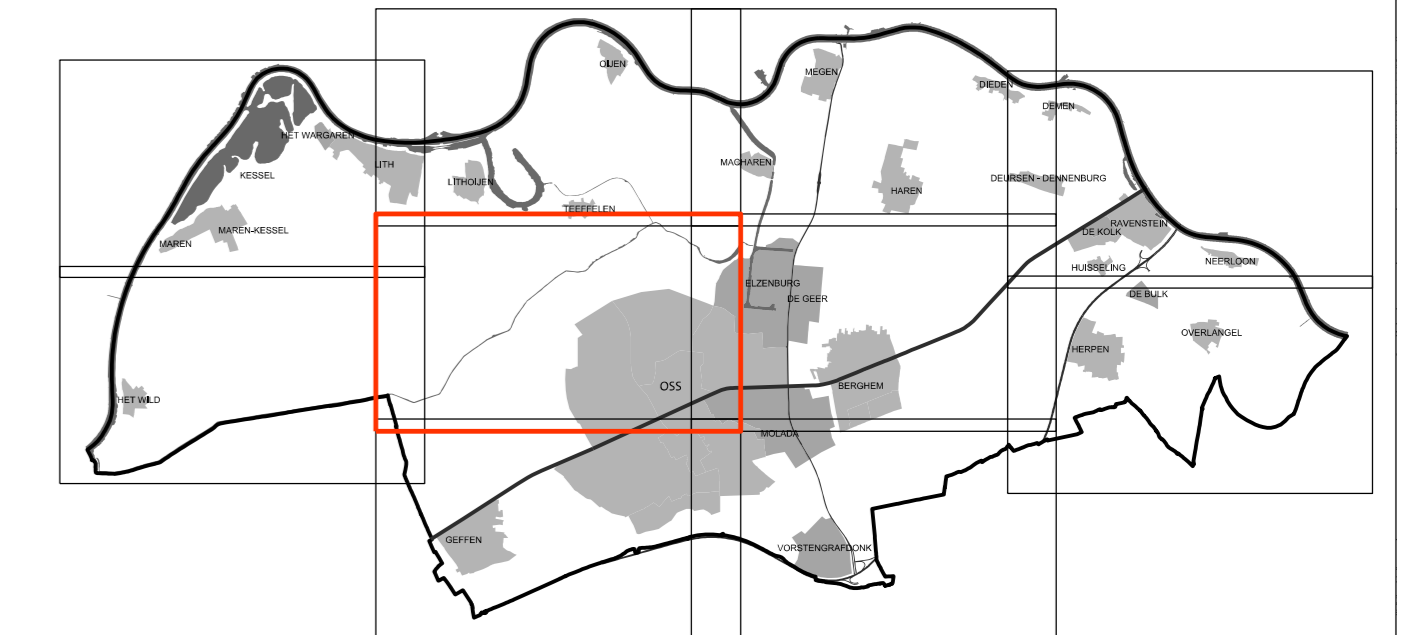 OIJEN
MEGEN
DIEDEN
DEMEN
HET WARGAREN
LITH
KESSEL
LITHOIJEN
MACHAREN
HAREN
DEURSEN - DENNENBURG
TEEFFELEN
MAREN-KESSEL
MAREN
RAVENSTEIN
DE KOLK
NEERLOON
HUISSELING
ELZENBURG
DE GEER
DE BULK
OVERLANGEL
HERPEN
OSS
BERGHEM
HET WILD
MOLADA
GEFFEN
VORSTENGRAFDONK